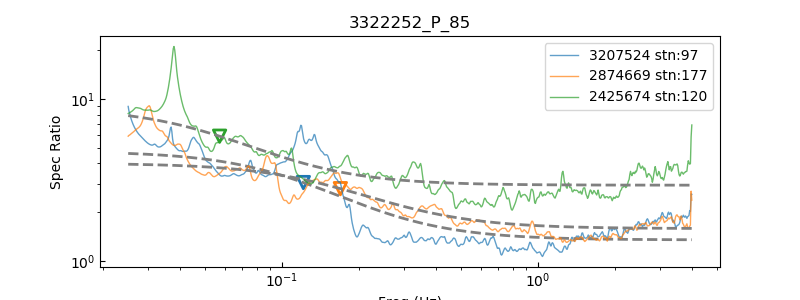 3322252_P_85
3207524 stn:97
2874669 stn:177
2425674 stn:120
Spec Ratio
10¹
10⁰
10⁻¹
10⁰
Freq (Hz)